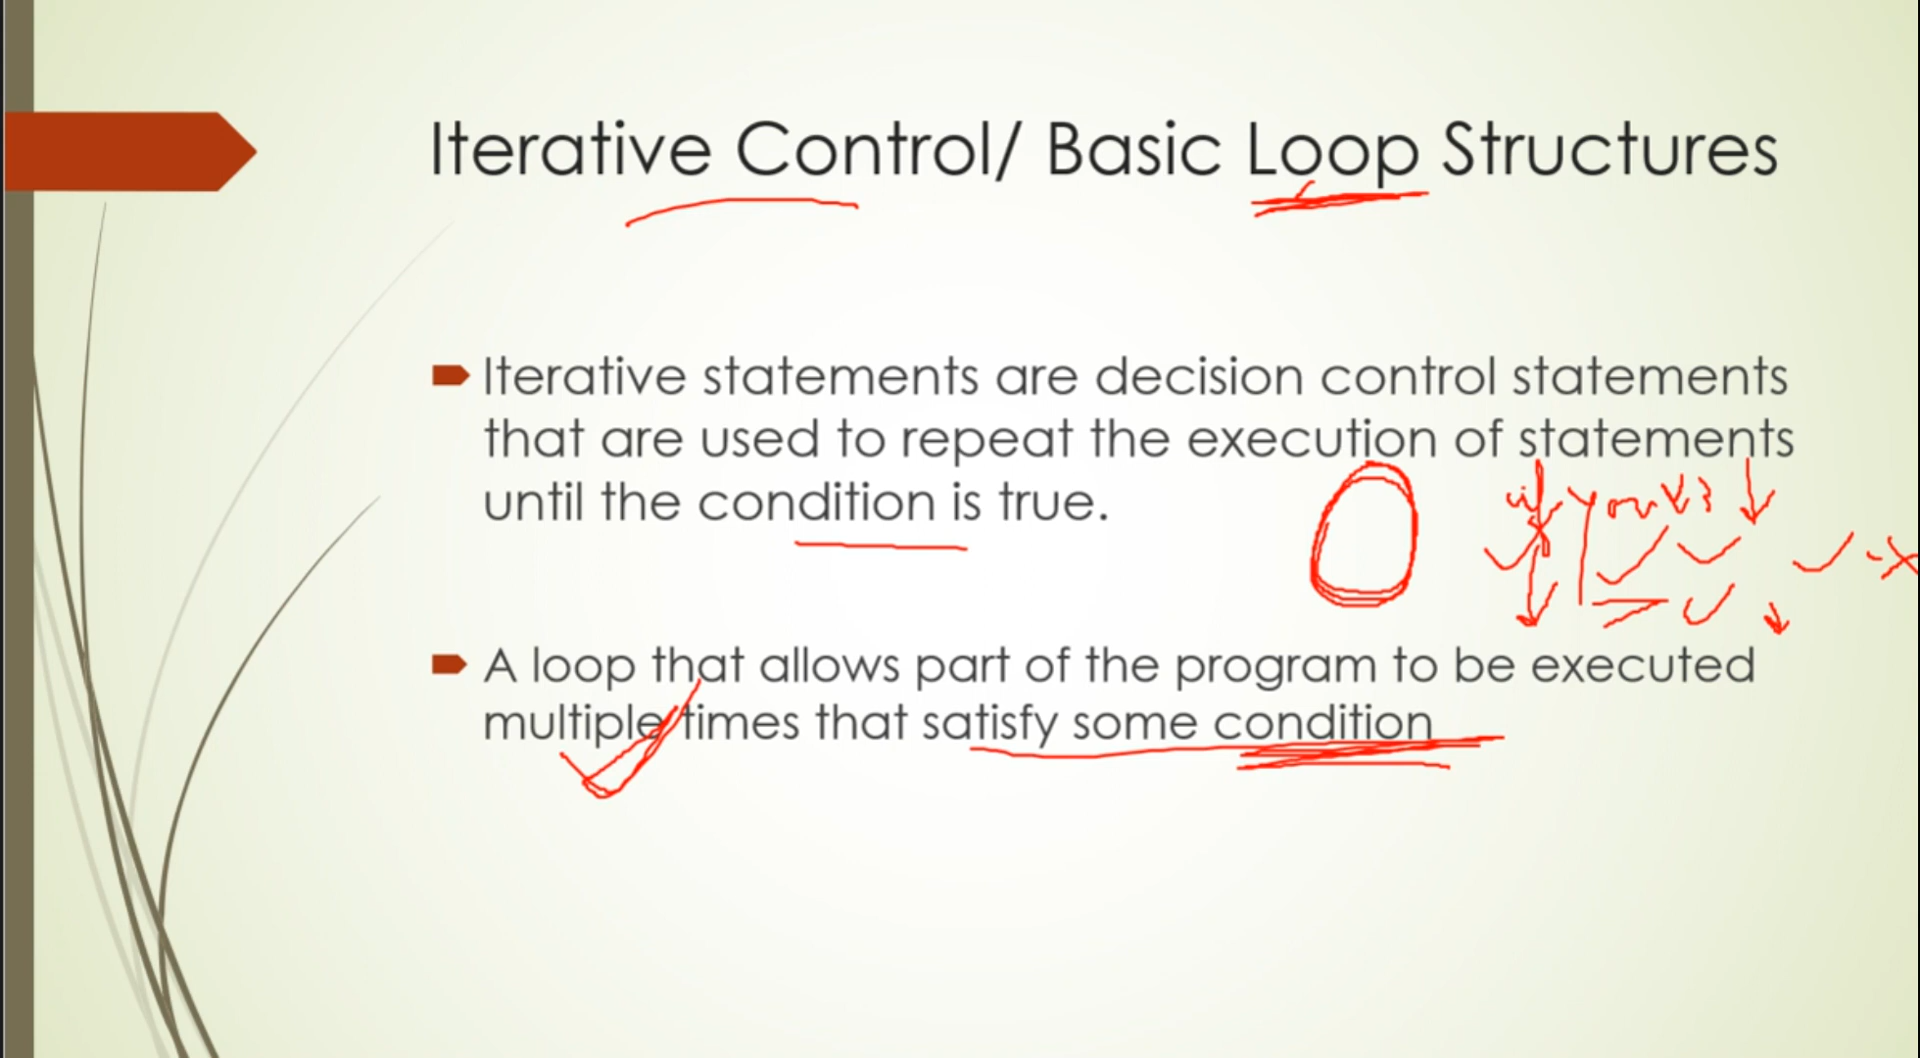 Iterative Control/ Basic Loop Structures
Iterative statements are decision control statements
that are used to repeat the execution of statements
until the condition is true.
if
A loop that allows part of the program to be executed
multiple times that satisfy some condition